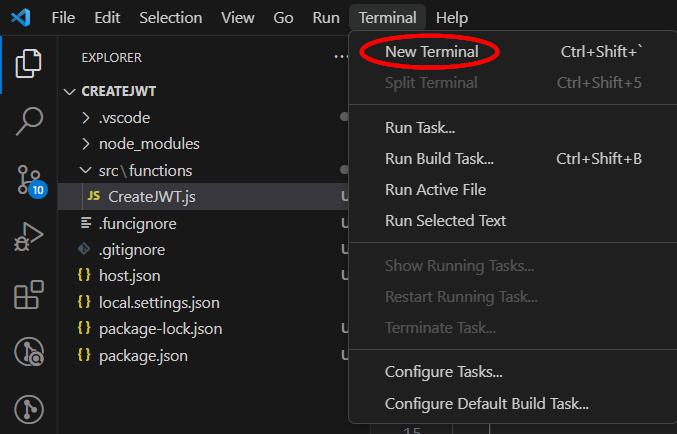 File Edit Selection View Go Run Terminal Help
EXPLORER ...
CREATEJWT
.vscode
node_modules
src\functions
JS CreateJWT.js U
.funcignore
.gitignore
{} host.json
{} local.settings.json
{} package-lock.json U
{} package.json U
10
New Terminal Ctrl+Shift+`
Split Terminal Ctrl+Shift+5
Run Task...
Run Build Task... Ctrl+Shift+B
Run Active File
Run Selected Text
Show Running Tasks...
Restart Running Task...
Terminate Task...
Configure Tasks...
Configure Default Build Task...
15